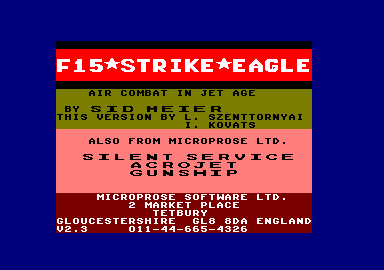 F15★STRIKE★EAGLE
AIR COMBAT IN JET AGE
BY SID MEIER
THIS VERSION BY L. SZENTTORNYAI
I. KOVATS
ALSO FROM MICROPROSE LTD.
SILENT SERVICE
ACROJET
GUNSHIP
MICROPROSE SOFTWARE LTD.
2 MARKET PLACE
TETBURY
GLOUCESTERSHIRE GL8 8DA ENGLAND
V2.3 011-44-665-4326